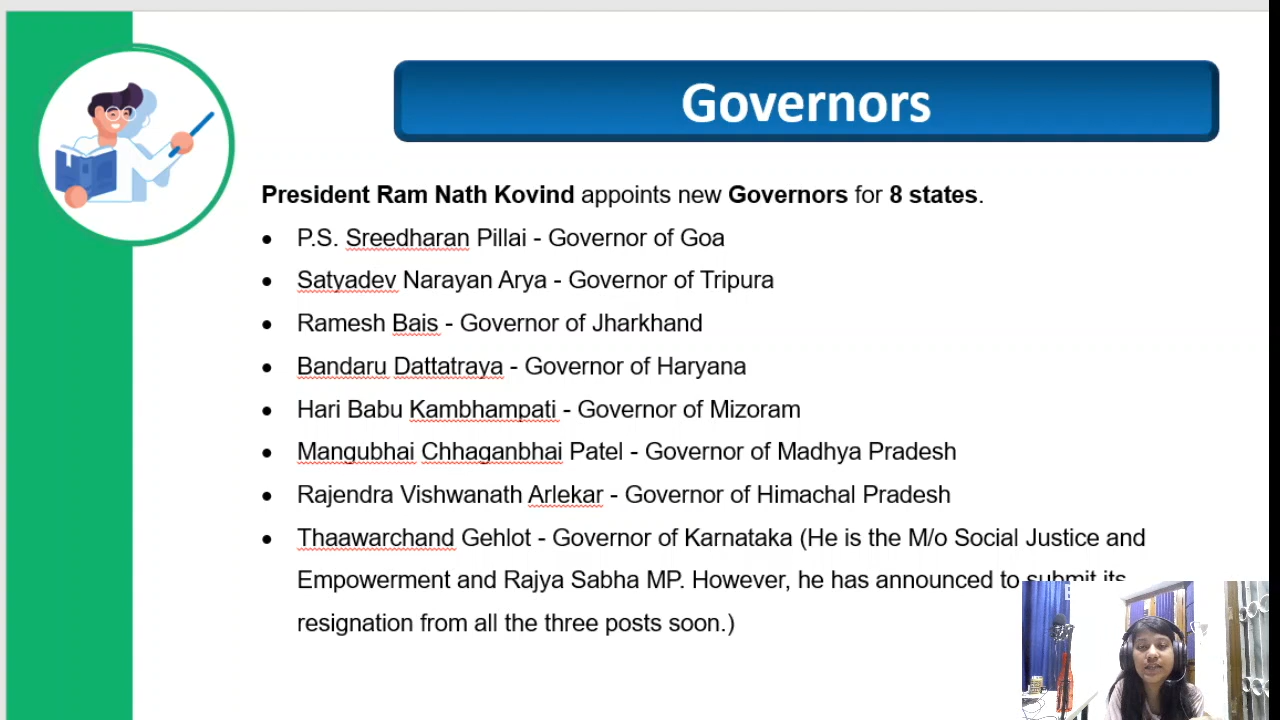 Governors
President Ram Nath Kovind appoints new Governors for 8 states.
• P.S. Sreedharan Pillai - Governor of Goa
• Satyadev Narayan Arya - Governor of Tripura
• Ramesh Bais - Governor of Jharkhand
• Bandaru Dattatraya - Governor of Haryana
• Hari Babu Kambhampati - Governor of Mizoram
• Mangubhai Chhaganbhai Patel - Governor of Madhya Pradesh
• Rajendra Vishwanath Arlekar - Governor of Himachal Pradesh
• Thaawarchand Gehlot - Governor of Karnataka (He is the M/o Social Justice and
Empowerment and Rajya Sabha MP. However, he has announced to submit its
resignation from all the three posts soon.)